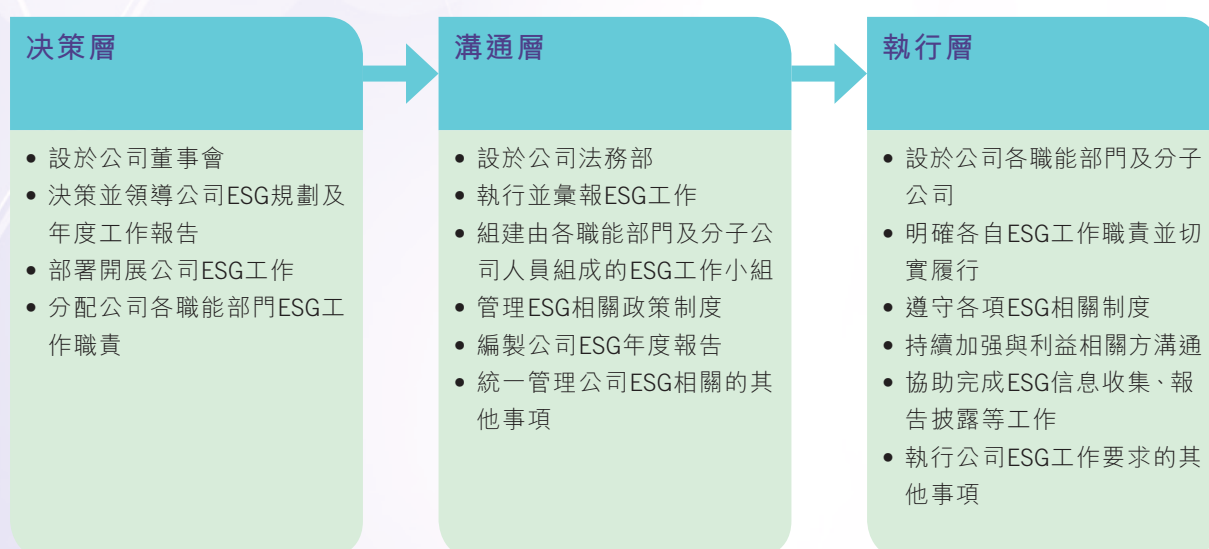 决策層
• 設於公司董事會
• 决策並領導公司ESG規劃及
年度工作報告
• 部署開展公司ESG工作
• 分配公司各職能部門ESG工
作職責
溝通層
• 設於公司法務部
• 執行並彙報ESG工作
• 組建由各職能部門及分子公
司人員組成的ESG工作小組
• 管理ESG相關政策制度
• 編製公司ESG年度報告
• 統一管理公司ESG相關的其
他事項
執行層
• 設於公司各職能部門及分子
公司
• 明確各自ESG工作職責並切
實履行
• 遵守各項ESG相關制度
• 持續加强與利益相關方溝通
• 協助完成ESG信息收集、報
告披露等工作
• 執行公司ESG工作要求的其
他事項